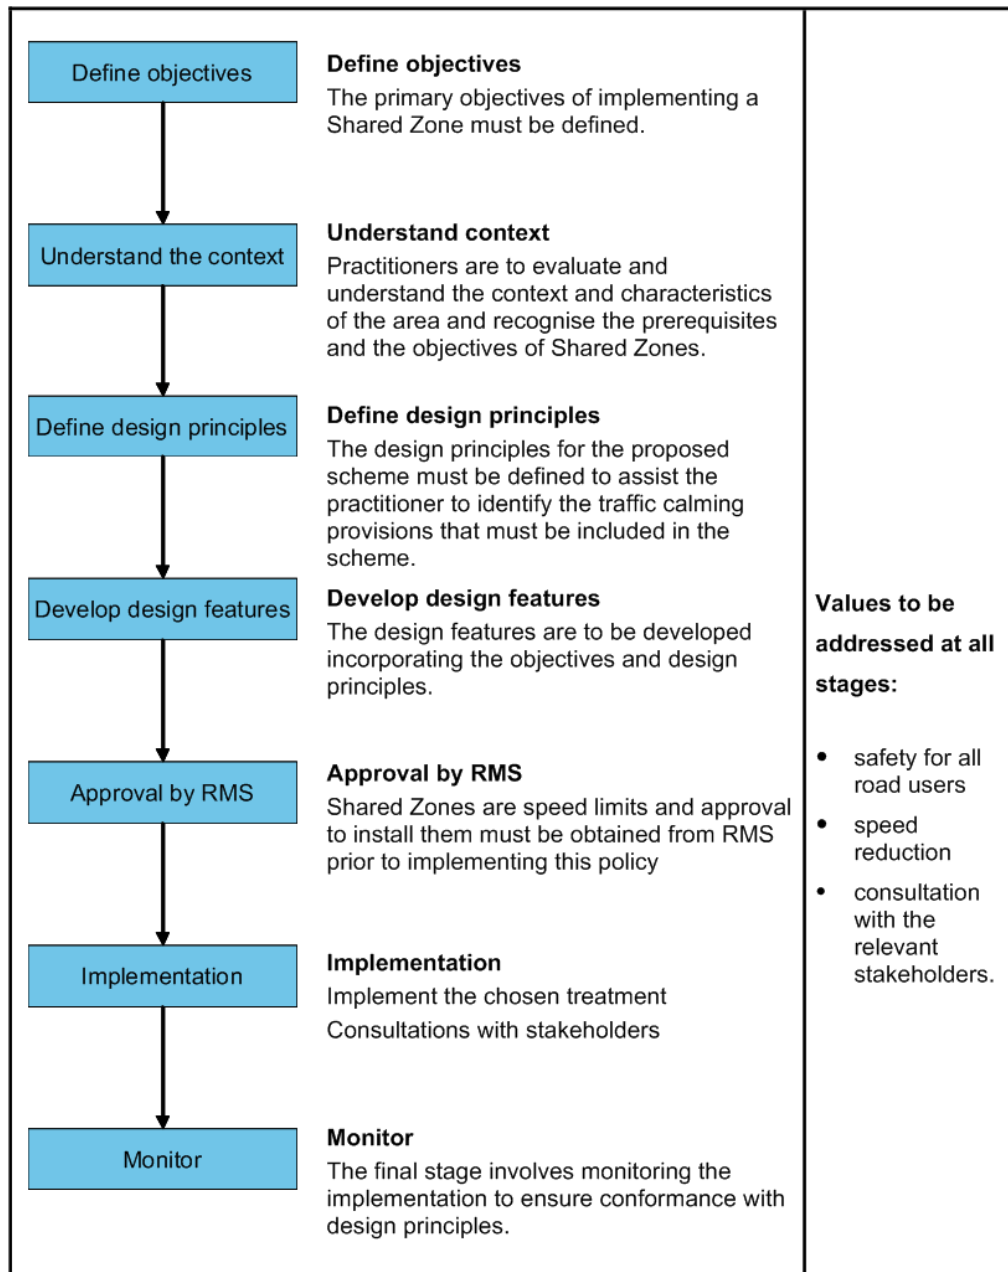 Define objectives
Define objectives
The primary objectives of implementing a
Shared Zone must be defined.
Understand the context
Understand context
Practitioners are to evaluate and
understand the context and characteristics
of the area and recognise the prerequisites
and the objectives of Shared Zones.
Define design principles
Define design principles
The design principles for the proposed
scheme must be defined to assist the
practitioner to identify the traffic calming
provisions that must be included in the
scheme.
Develop design features
Develop design features
The design features are to be developed
incorporating the objectives and design
principles.
Approval by RMS
Approval by RMS
Shared Zones are speed limits and approval
to install them must be obtained from RMS
prior to implementing this policy
Implementation
Implementation
Implement the chosen treatment
Consultations with stakeholders
Monitor
Monitor
The final stage involves monitoring the
implementation to ensure conformance with
design principles.
Values to be
addressed at all
stages:
• safety for all
road users
• speed
reduction
• consultation
with the
relevant
stakeholders.